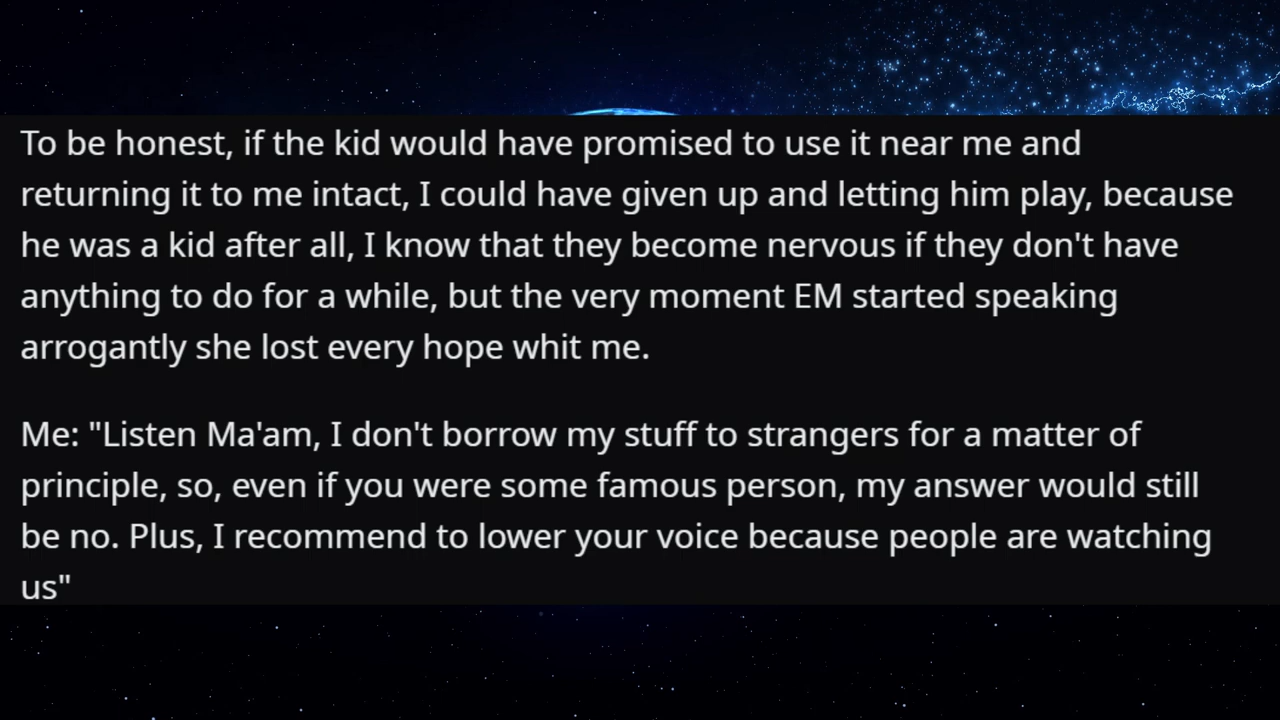 To be honest, if the kid would have promised to use it near me and
returning it to me intact, I could have given up and letting him play, because
he was a kid after all, I know that they become nervous if they don't have
anything to do for a while, but the very moment EM started speaking
arrogantly she lost every hope whit me.
Me: "Listen Ma'am, I don't borrow my stuff to strangers for a matter of
principle, so, even if you were some famous person, my answer would still
be no. Plus, I recommend to lower your voice because people are watching
us"